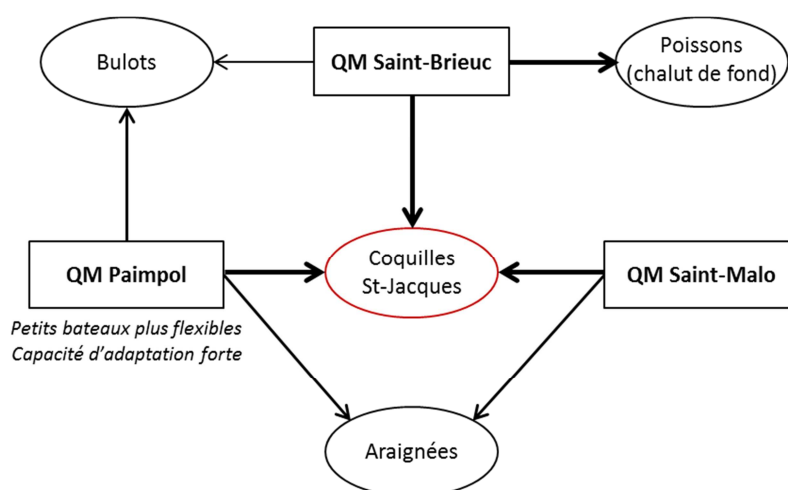 Bulots
QM Saint-Brieuc
Poissons
(chalut de fond)
QM Paimpol
Coquilles
St-Jacques
QM Saint-Malo
Petits bateaux plus flexibles
Capacité d'adaptation forte
Araignées